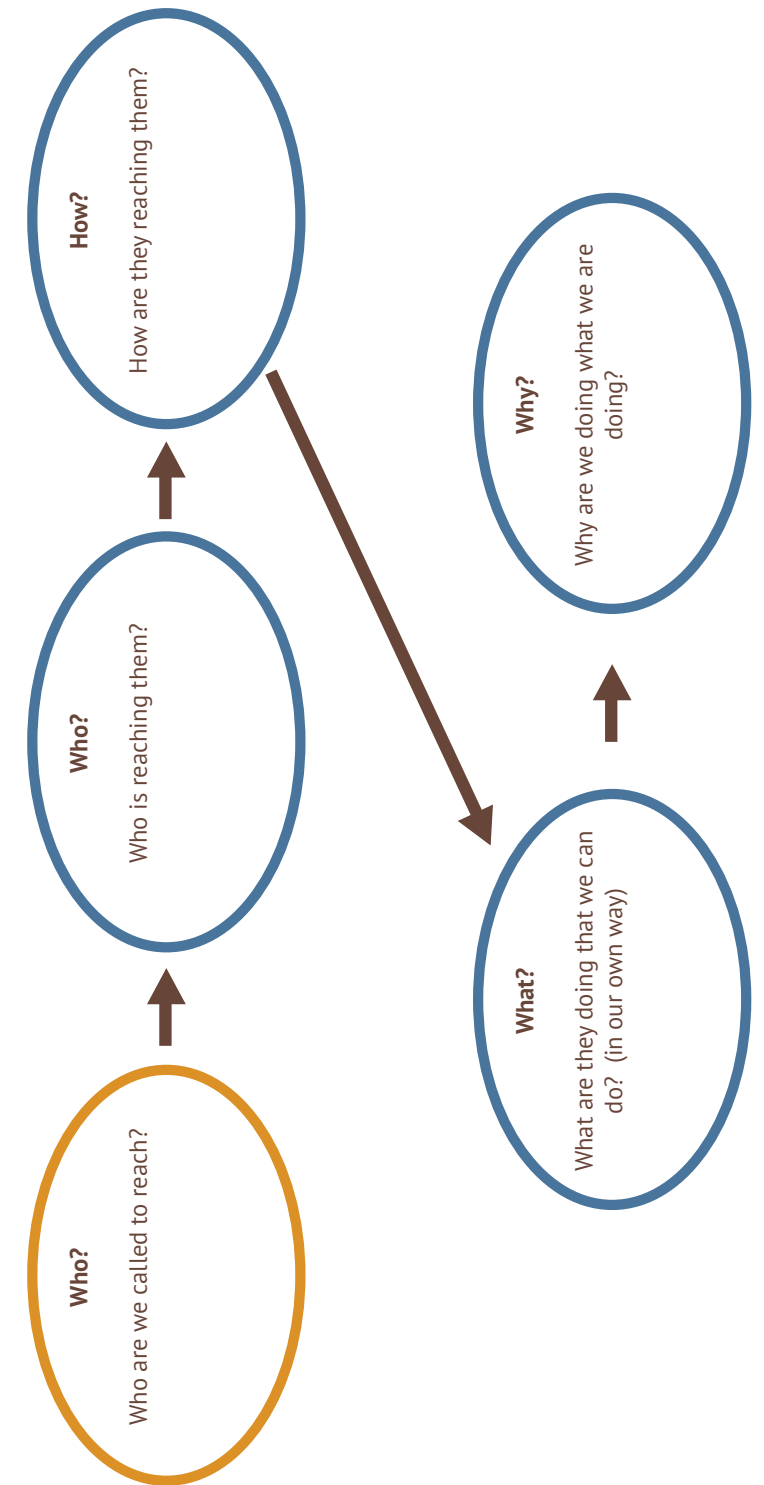 Who?
Who are we called to reach?
Who?
Who is reaching them?
How?
How are they reaching them?
What?
What are they doing that we can
do?  (in our own way)
Why?
Why are we doing what we are
doing?